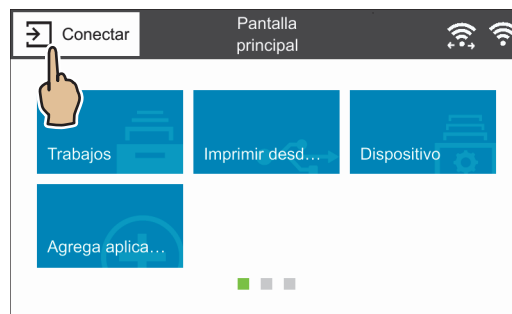 Conectar
Pantalla
principal
Trabajos
Imprimir desd...
Dispositivo
Agrega aplica...